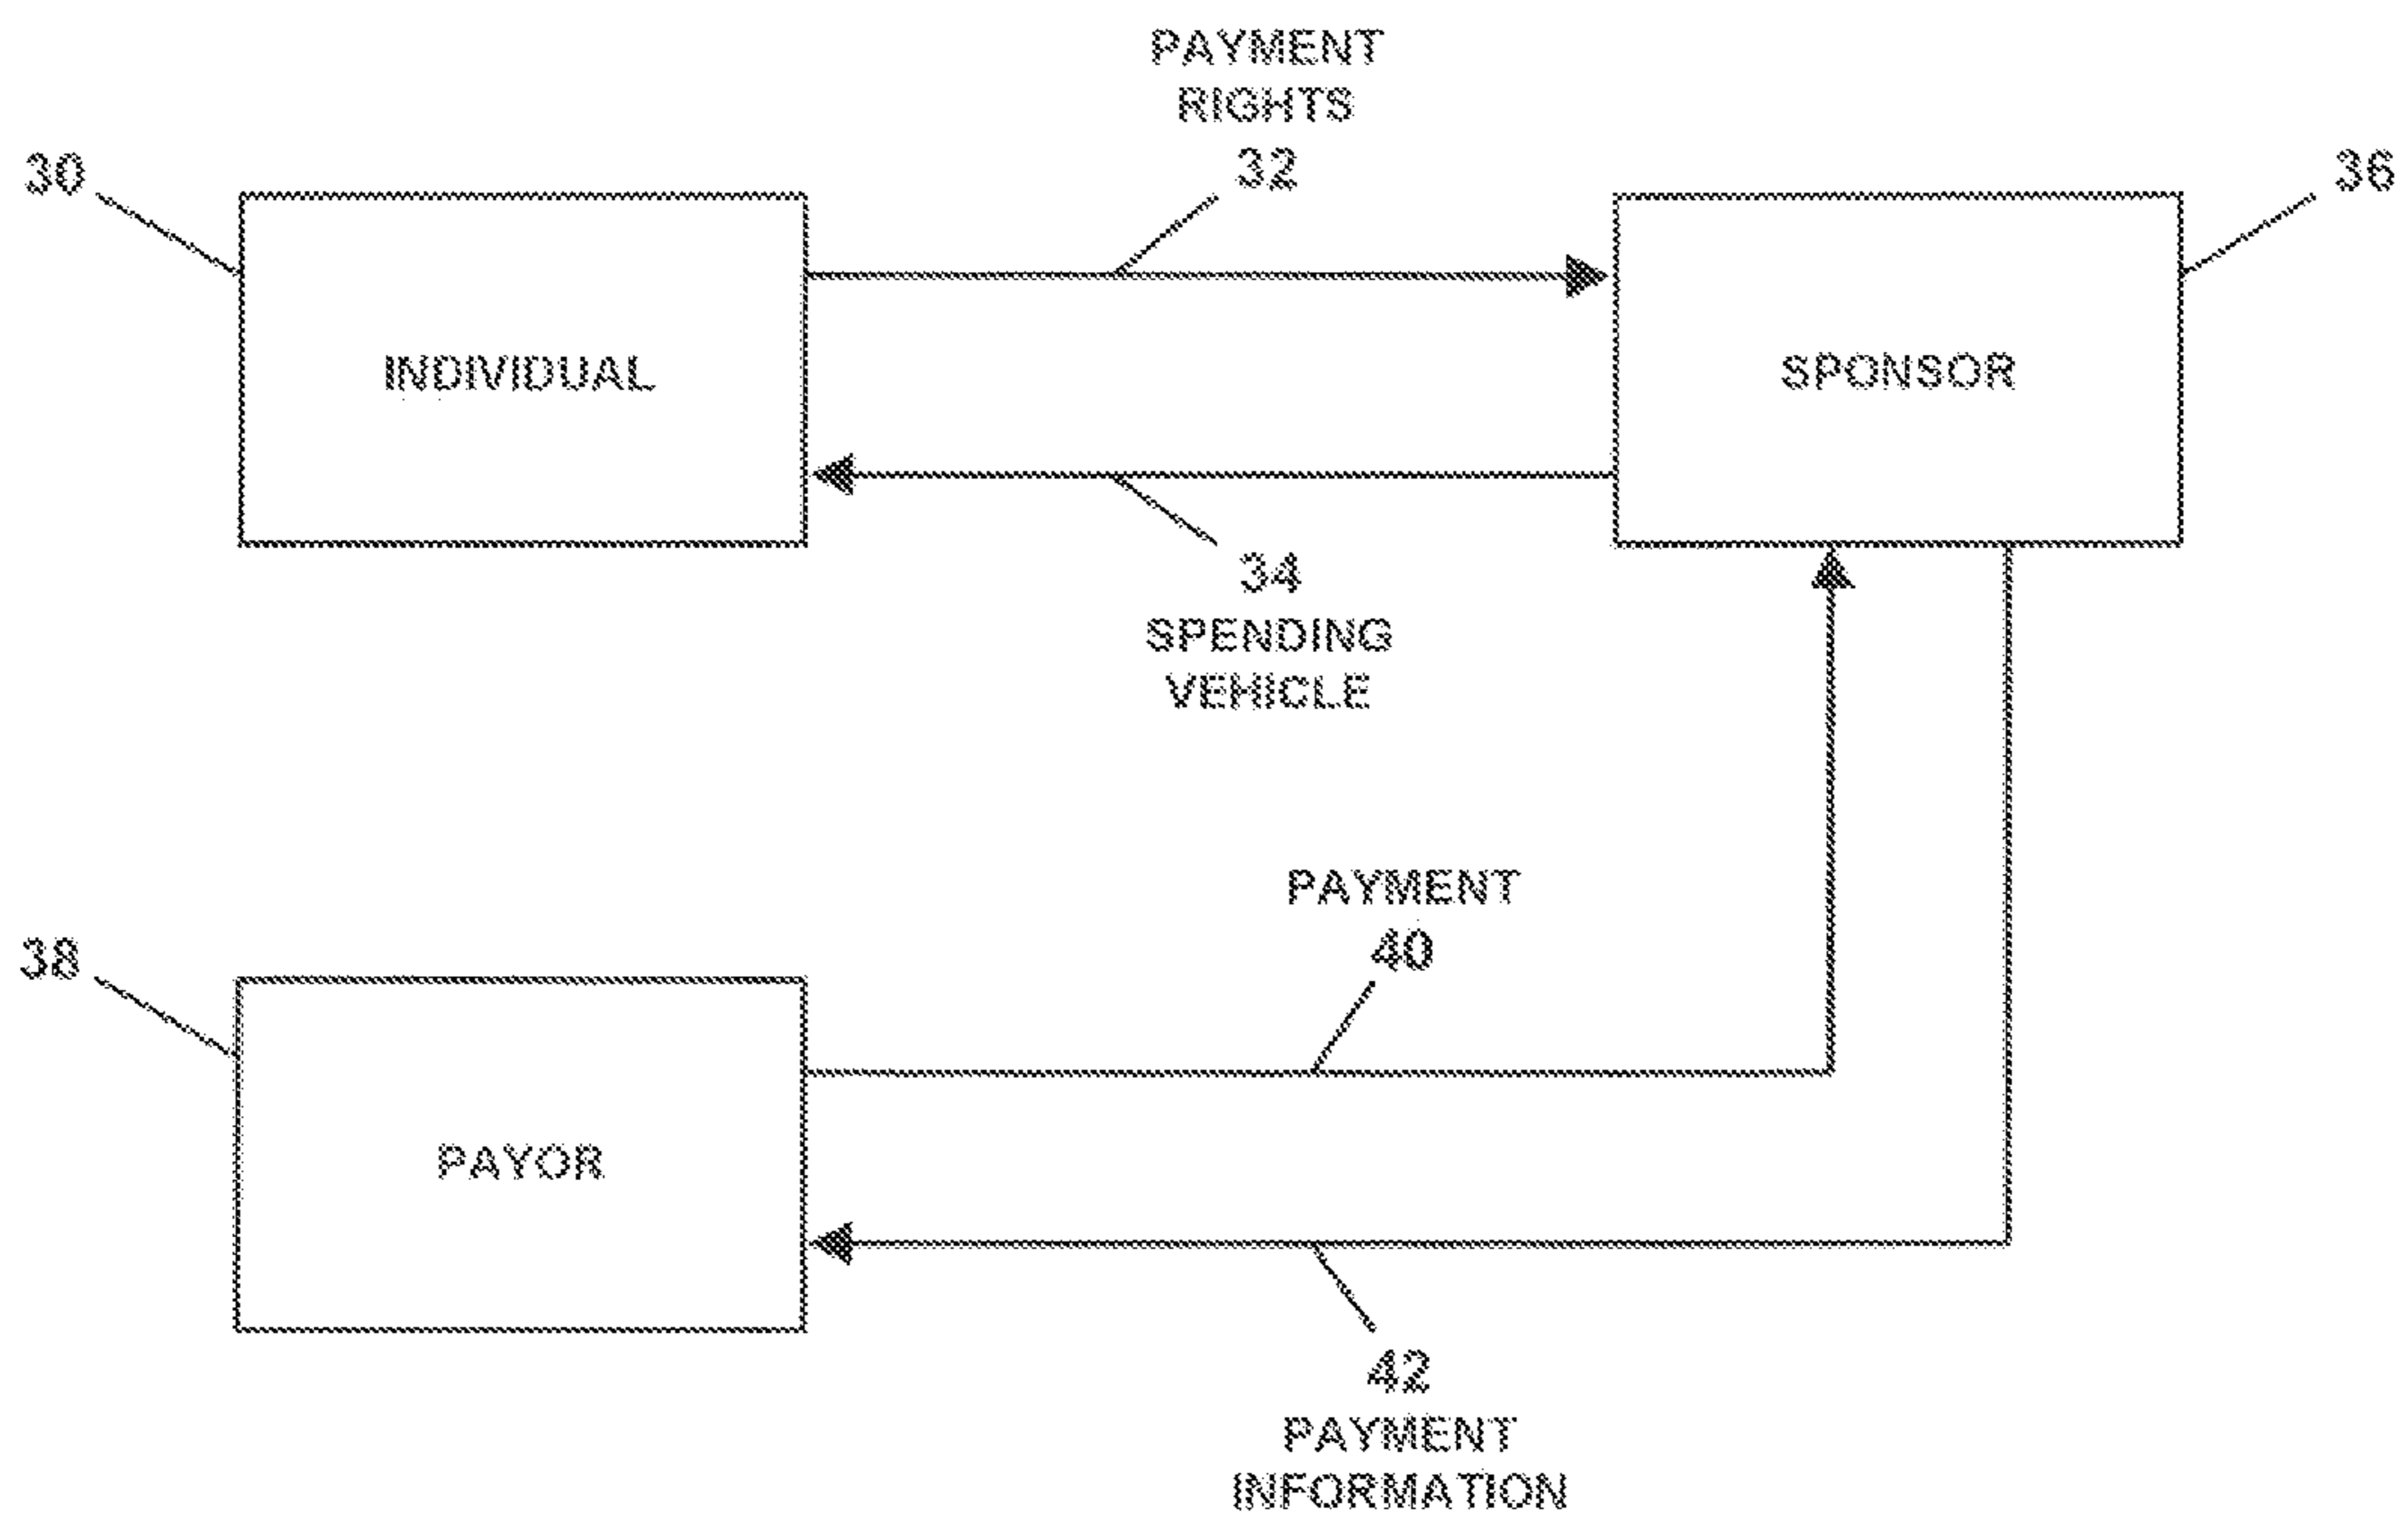 PAYMENT
RIGHTS
32
30
36
INDIVIDUAL
SPONSOR
34
SPENDING
VEHICLE
PAYMENT
40
38
PAYOR
42
PAYMENT
INFORMATION